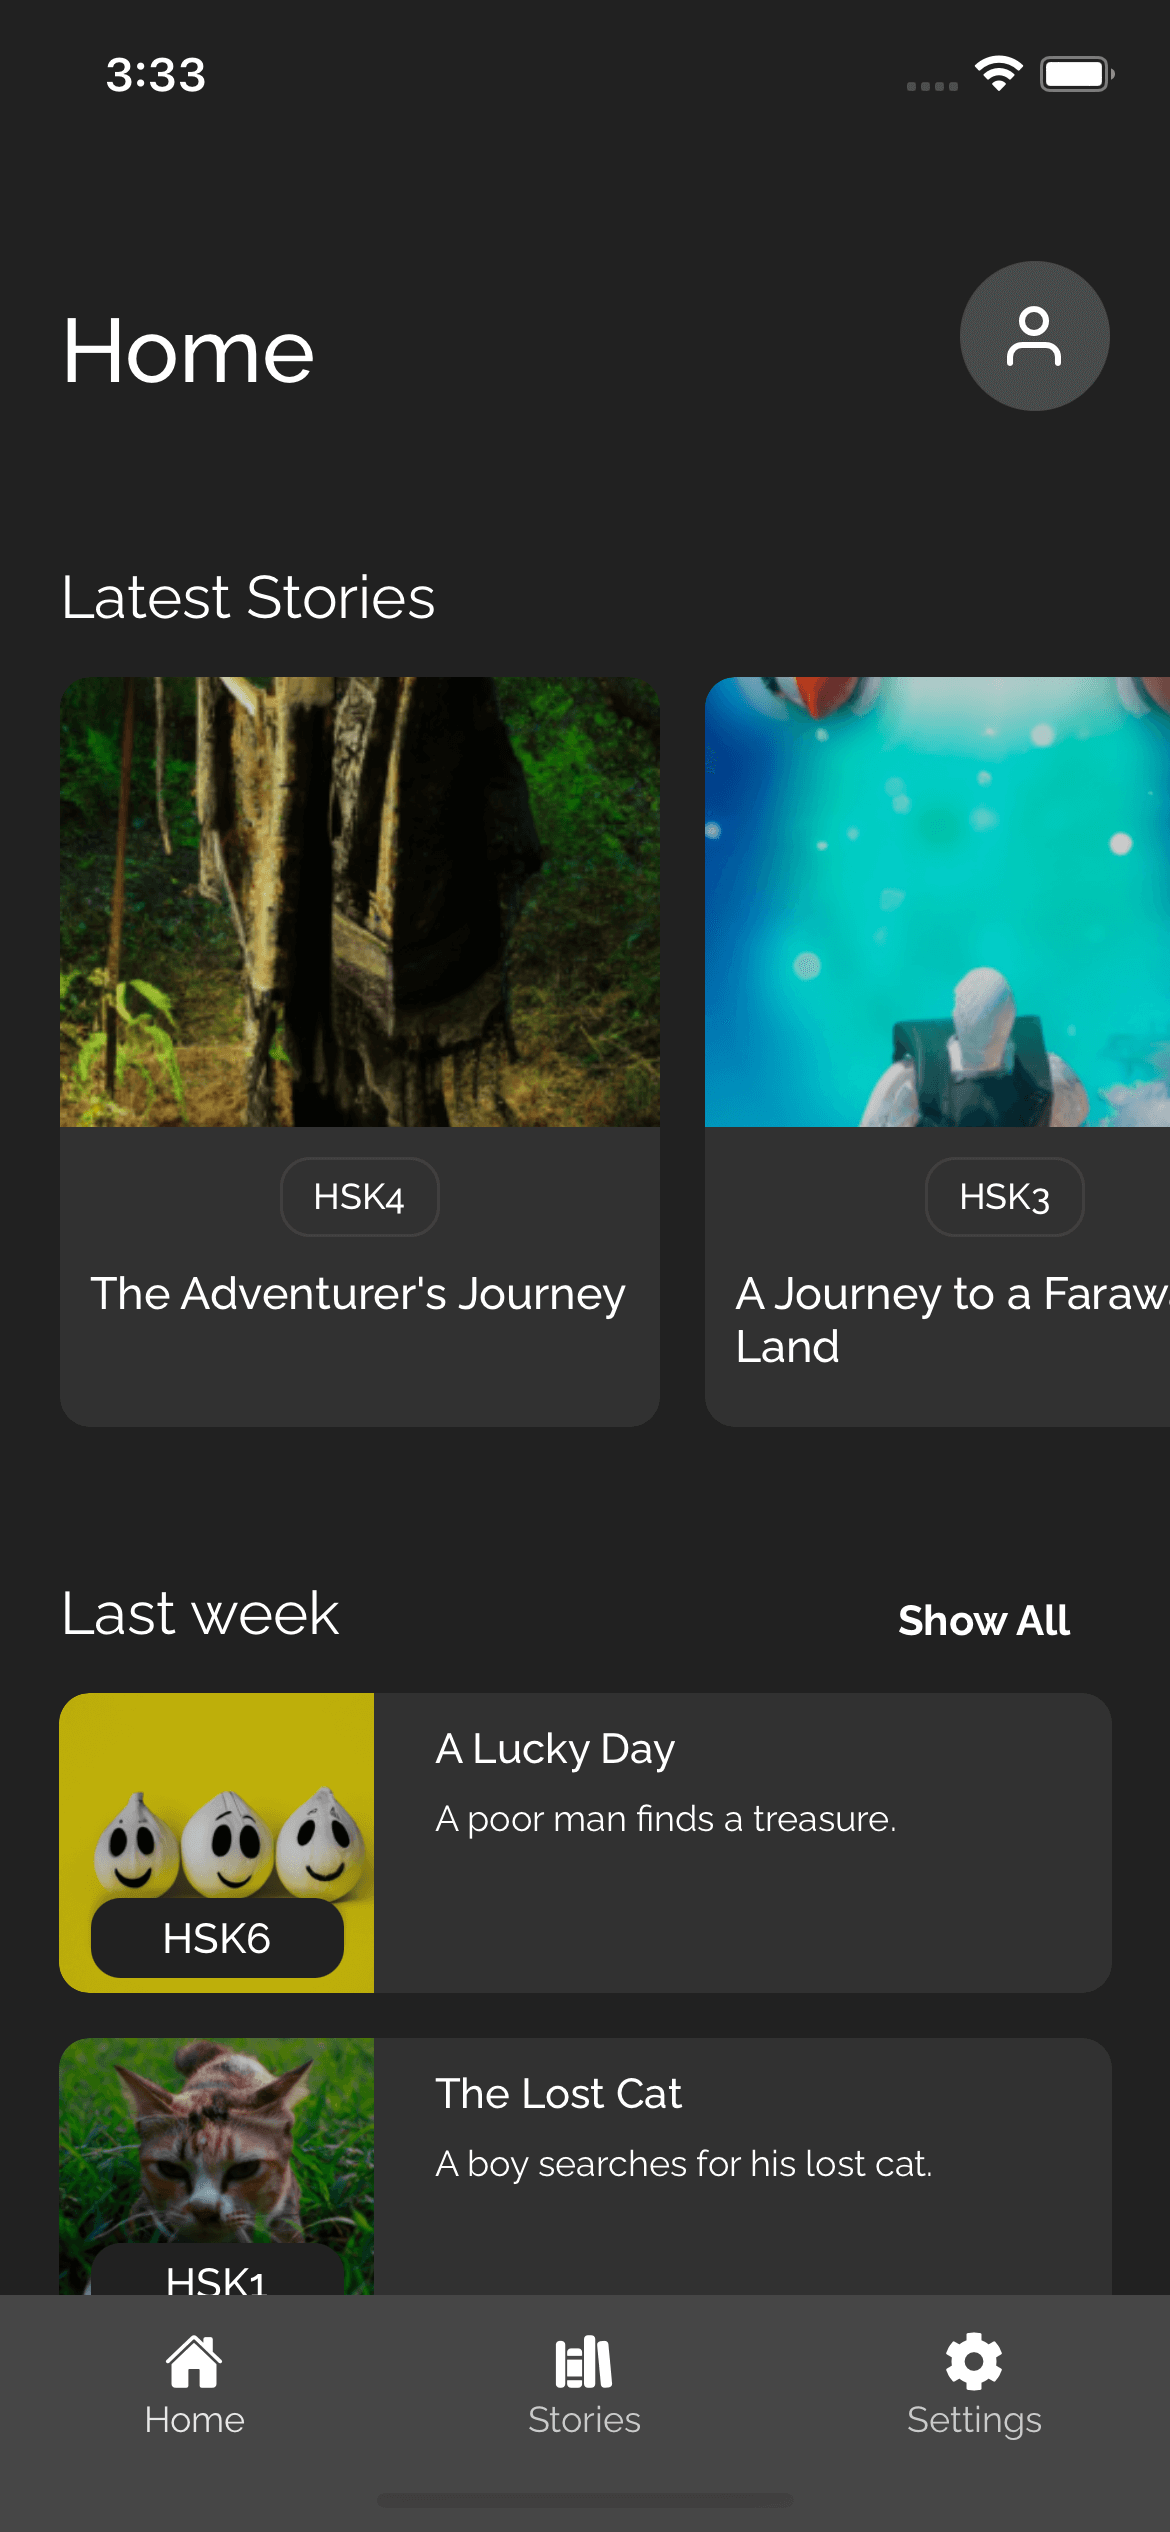 3:33
Home
Latest Stories
HSK4
The Adventurer's Journey
HSK3
A Journey to a Faraw
Land
Last week
Show All
A Lucky Day
A poor man finds a treasure.
HSK6
The Lost Cat
A boy searches for his lost cat.
HSK1
Home
Stories
Settings